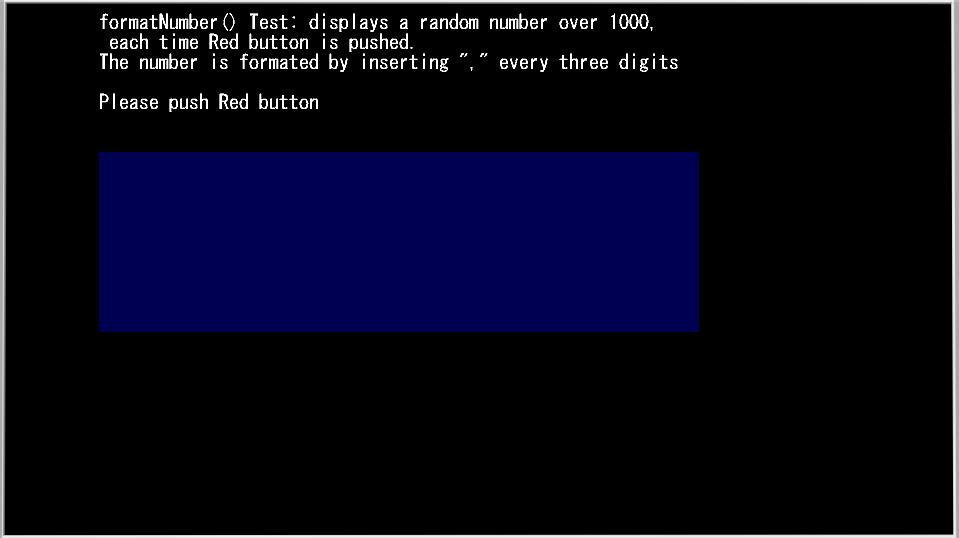 formatNumber() Test: displays a random number over 1000,
each time Red button is pushed.
The number is formated by inserting "," every three digits
Please push Red button